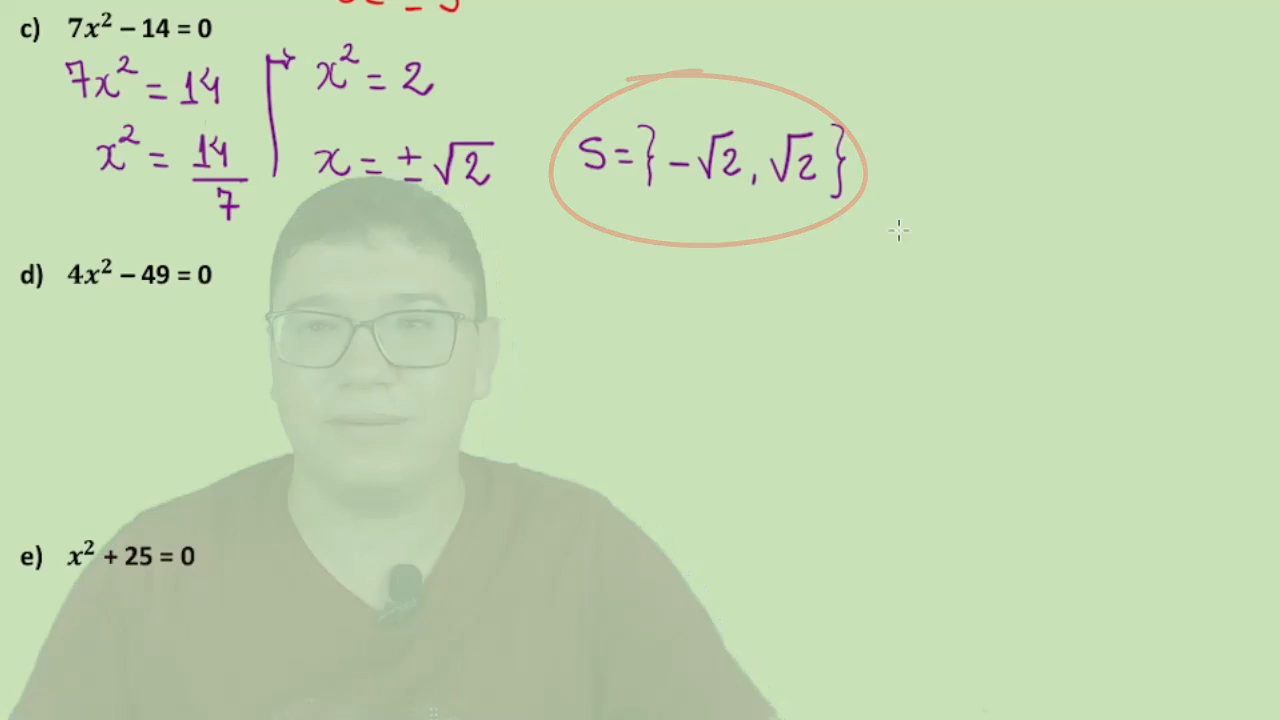 c) 7x² – 14 = 0
7x² = 14
x² = 14/7
x² = 2
x = ± √2
S = } -√2, √2 }
d) 4x² – 49 = 0
e) x² + 25 = 0